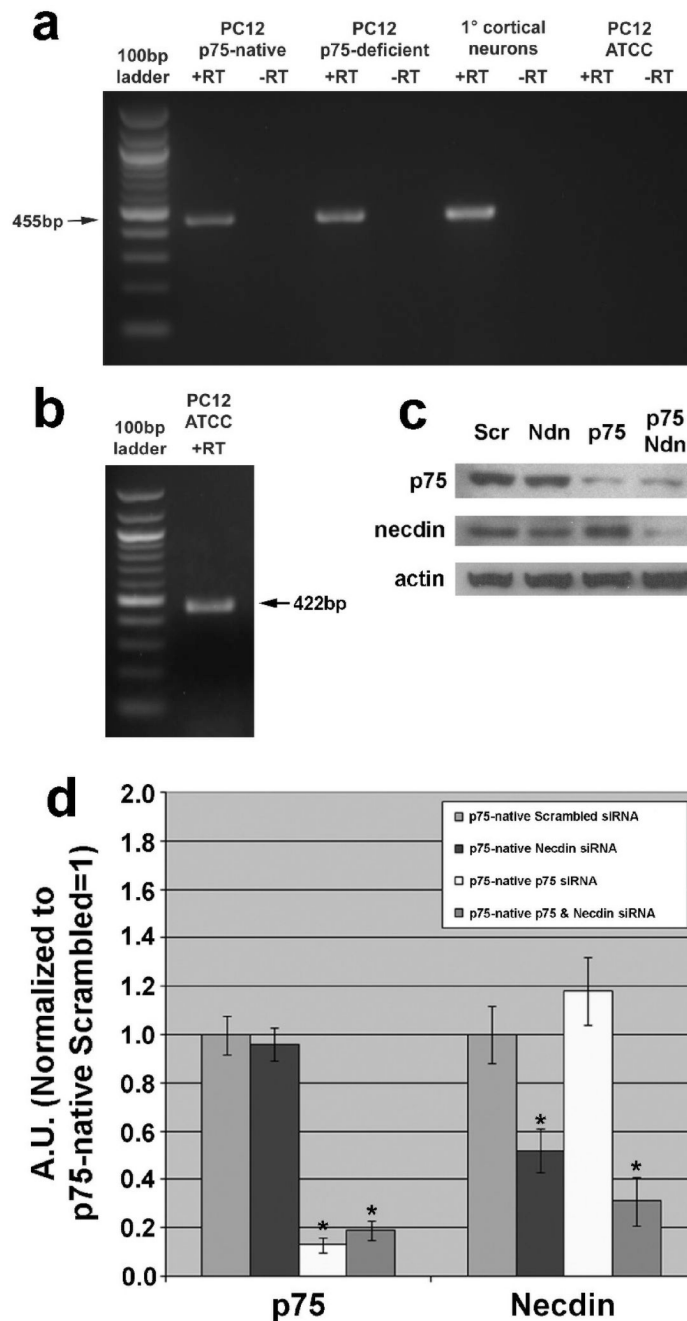 a
100bp
ladder
PC12
p75-native
PC12
p75-deficient
1° cortical
neurons
PC12
ATCC
+RT -RT +RT -RT +RT -RT +RT -RT
455bp
b
100bp
ladder
PC12
ATCC
+RT
422bp
c
Scr Ndn p75 p75
Ndn
p75
necdin
actin
d
A.U. (Normalized to
p75-native Scrambled=1)
2.0
1.8
1.6
1.4
1.2
1.0
0.8
0.6
0.4
0.2
0.0
p75-native Scrambled siRNA
p75-native Necdin siRNA
p75-native p75 siRNA
p75-native p75 & Necdin siRNA
* *
* *
p75 Necdin